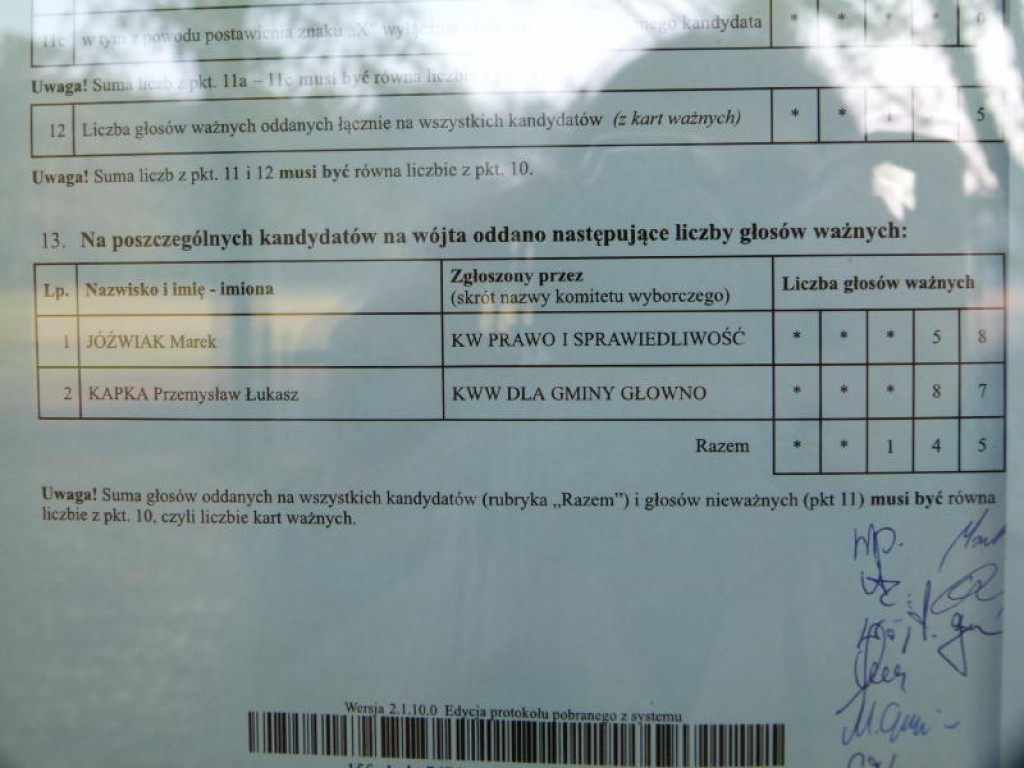 11c w tym z powodu postawienia znaku „X” kandydata * * * * 0
Uwaga! Suma liczb z pkt. 11a – 11c musi być równa liczbie
12 Liczba głosów ważnych oddanych łącznie na wszystkich kandydatów (z kart ważnych) * * 5
Uwaga! Suma liczb z pkt. 11 i 12 musi być równa liczbie z pkt. 10.
13. Na poszczególnych kandydatów na wójta oddano następujące liczby głosów ważnych:
Lp. Nazwisko i imię - imiona Zgłoszony przez (skrót nazwy komitetu wyborczego) Liczba głosów ważnych
1 JÓŹWIAK Marek KW PRAWO I SPRAWIEDLIWOŚĆ * * * 5 8
2 KAPKA Przemysław Łukasz KWW DLA GMINY GŁOWNO * * * 8 7
Razem * * 1 4 5
Uwaga! Suma głosów oddanych na wszystkich kandydatów (rubryka „Razem”) i głosów nieważnych (pkt 11) musi być równa
liczbie z pkt. 10, czyli liczbie kart ważnych.
Wersja 2.1.10.0 Edycja protokołu pobranego z systemu